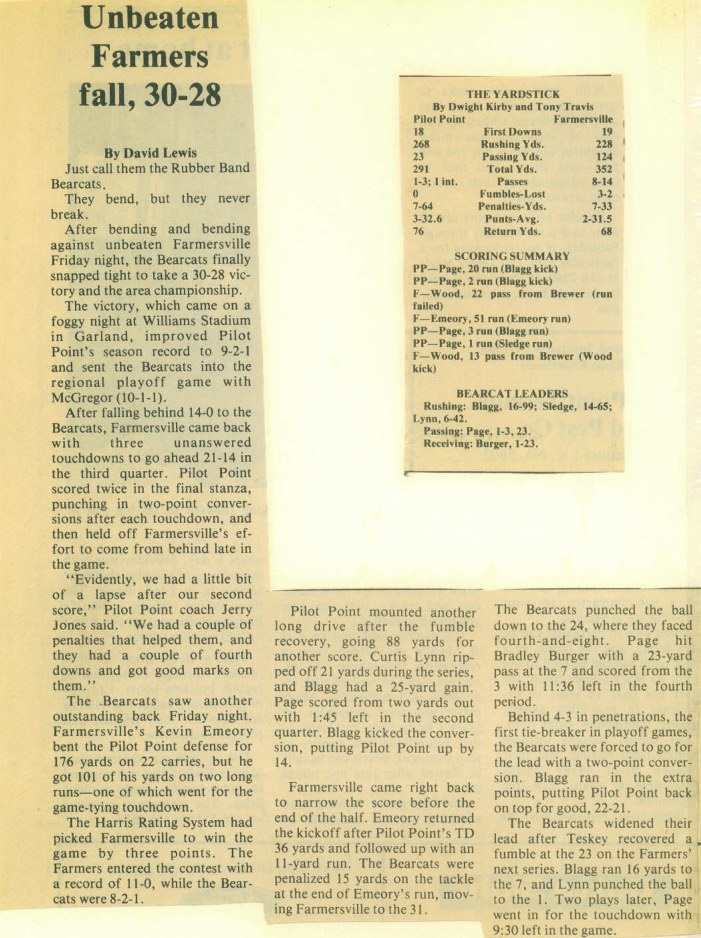 Unbeaten
Farmers
fall, 30-28
By David Lewis
Just call them the Rubber Band
Bearcats.
They bend, but they never
break.
After bending and bending
against unbeaten Farmersville
Friday night, the Bearcats finally
snapped tight to take a 30-28 vic-
tory and the area championship.
The victory, which came on a
foggy night at Williams Stadium
in Garland, improved Pilot
Point's season record to 9-2-1
and sent the Bearcats into the
regional playoff game with
McGregor (10-1-1).
After falling behind 14-0 to the
Bearcats, Farmersville came back
with three unanswered
touchdowns to go ahead 21-14 in
the third quarter. Pilot Point
scored twice in the final stanza,
punching in two-point conver-
sions after each touchdown, and
then held off Farmersville's ef-
fort to come from behind late in
the game.
"Evidently, we had a little bit
of a lapse after our second
score," Pilot Point coach Jerry
Jones said. "We had a couple of
penalties that helped them, and
they had a couple of fourth
downs and got good marks on
them."
The .Bearcats saw another
outstanding back Friday night.
Farmersville's Kevin Emeory
bent the Pilot Point defense for
176 yards on 22 carries, but he
got 101 of his yards on two long
runs—one of which went for the
game-tying touchdown.
The Harris Rating System had
picked Farmersville to win the
game by three points. The
Farmers entered the contest with
a record of 11-0, while the Bear-
cats were 8-2-1.
THE YARDSTICK
By Dwight Kirby and Tony Travis
Pilot Point Farmersville
18 First Downs 19
268 Rushing Yds. 228
23 Passing Yds. 124
291 Total Yds. 352
1-3; 1 int. Passes 8-14
0 Fumbles-Lost 3-2
7-64 Penalties-Yds. 7-33
3-32.6 Punts-Avg. 2-31.5
76 Return Yds. 68
SCORING SUMMARY
PP—Page, 20 run (Blagg kick)
PP—Page, 2 run (Blagg kick)
F—Wood, 22 pass from Brewer (run
failed)
F—Emeory, 51 run (Emeory run)
PP—Page, 3 run (Blagg run)
PP—Page, 1 run (Sledge run)
F—Wood, 13 pass from Brewer (Wood
kick)
BEARCAT LEADERS
Rushing: Blagg, 16-99; Sledge, 14-65;
Lynn, 6-42.
Passing: Page, 1-3, 23.
Receiving: Burger, 1-23.
Pilot Point mounted another
long drive after the fumble
recovery, going 88 yards for
another score. Curtis Lynn rip-
ped off 21 yards during the series,
and Blagg had a 25-yard gain.
Page scored from two yards out
with 1:45 left in the second
quarter. Blagg kicked the conver-
sion, putting Pilot Point up by
14.
Farmersville came right back
to narrow the score before the
end of the half. Emeory returned
the kickoff after Pilot Point's TD
36 yards and followed up with an
11-yard run. The Bearcats were
penalized 15 yards on the tackle
at the end of Emeory's run, mov-
ing Farmersville to the 31.
The Bearcats punched the ball
down to the 24, where they faced
fourth-and-eight. Page hit
Bradley Burger with a 23-yard
pass at the 7 and scored from the
3 with 11:36 left in the fourth
period.
Behind 4-3 in penetrations, the
first tie-breaker in playoff games,
the Bearcats were forced to go for
the lead with a two-point conver-
sion. Blagg ran in the extra
points, putting Pilot Point back
on top for good, 22-21.
The Bearcats widened their
lead after Teskey recovered a
fumble at the 23 on the Farmers'
next series. Blagg ran 16 yards to
the 7, and Lynn punched the ball
to the 1. Two plays later, Page
went in for the touchdown with
9:30 left in the game.